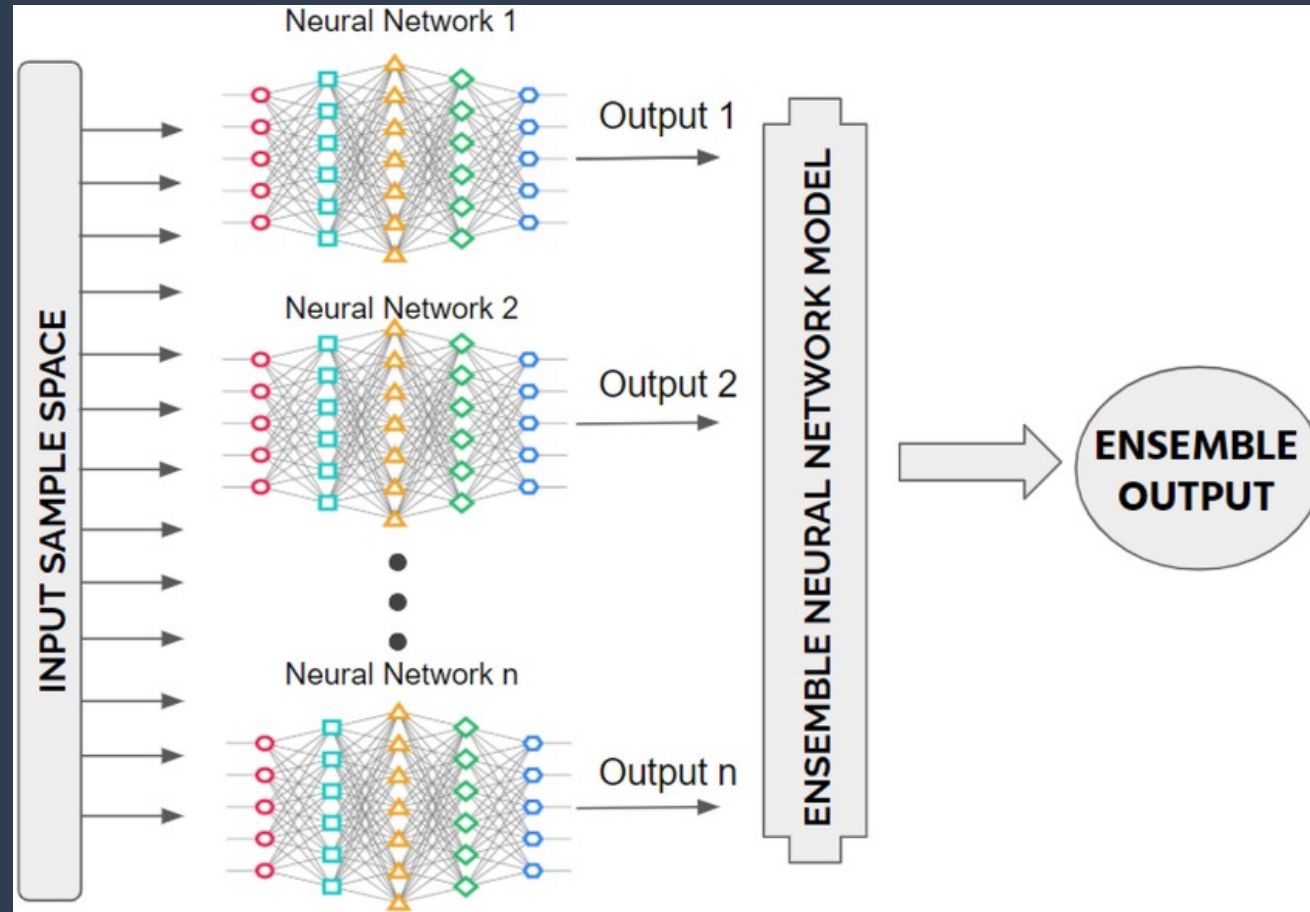 Neural Network 1
Output 1
Neural Network 2
Output 2
Neural Network n
Output n
INPUT SAMPLE SPACE
ENSEMBLE NEURAL NETWORK MODEL
ENSEMBLE
OUTPUT